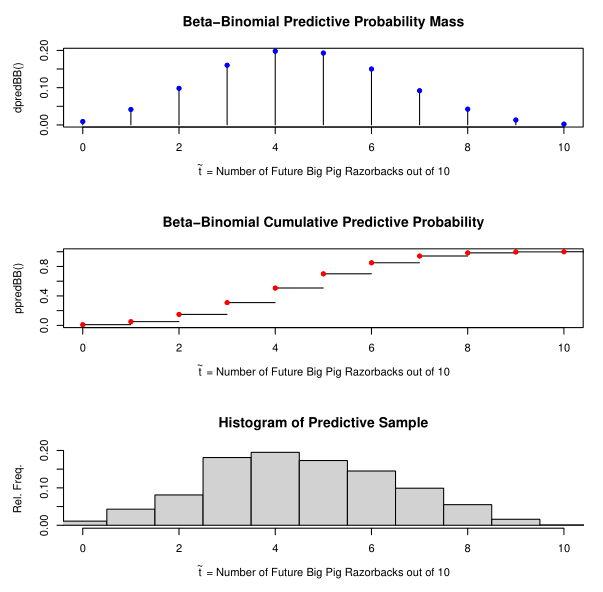 Beta−Binomial Predictive Probability Mass
dpredBB()
0.00 0.10 0.20
0 2 4 6 8 10
t̃ = Number of Future Big Pig Razorbacks out of 10
Beta−Binomial Cumulative Predictive Probability
ppredBB()
0.0 0.4 0.8
0 2 4 6 8 10
t̃ = Number of Future Big Pig Razorbacks out of 10
Histogram of Predictive Sample
Rel. Freq.
0.00 0.10 0.20
0 2 4 6 8 10
t̃ = Number of Future Big Pig Razorbacks out of 10